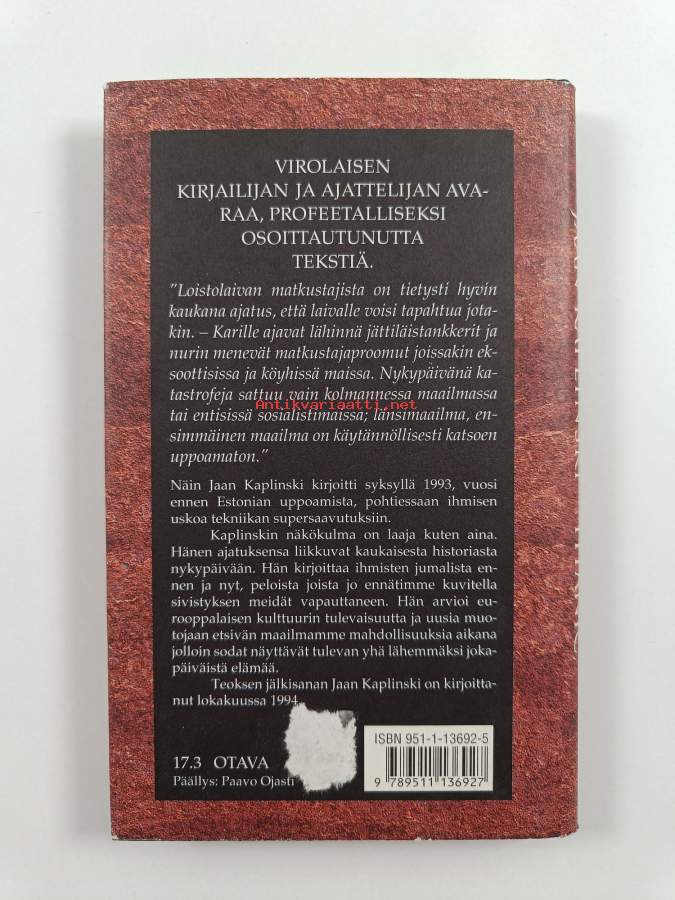 VIROLAISEN
KIRJAILIJAN JA AJATTELIJAN AVA-
RAA, PROFEETALLISEKSI
OSOITTAUTUNUTTA
TEKSTIÄ.
"Loistolaivan matkustajista on tietysti hyvin
kaukana ajatus, että laivalle voisi tapahtua jota-
kin. – Karille ajavat lähinnä jättiläistankkerit ja
nurin menevät matkustajaproomut joissakin ek-
soottisissa ja köyhissä maissa. Nykypäivänä ka-
tastrofeja sattuu vain kolmannessa maailmassa
Antikvariaatti.net
tai entisissä sosialistimaissa; länsimaailma, en-
simmäinen maailma on käytännöllisesti katsoen
uppoamaton."
Näin Jaan Kaplinski kirjoitti syksyllä 1993, vuosi
ennen Estonian uppoamista, pohtiessaan ihmisen
uskoa tekniikan supersaavutuksiin.
Kaplinskin näkökulma on laaja kuten aina.
Hänen ajatuksensa liikkuvat kaukaisesta historiasta
nykypäivään. Hän kirjoittaa ihmisten jumalista en-
nen ja nyt, peloista joista jo ennätimme kuvitella
sivistyksen meidät vapauttaneen. Hän arvioi eu-
rooppalaisen kulttuurin tulevaisuutta ja uusia muo-
tojaan etsivän maailmamme mahdollisuuksia aikana
jolloin sodat näyttävät tulevan yhä lähemmäksi joka-
päiväistä elämää.
Teoksen jälkisanan Jaan Kaplinski on kirjoitta-
nut lokakuussa 1994.
17.3 OTAVA
Päällys: Paavo Ojasti
ISBN 951-1-13692-5
9 789511 136927